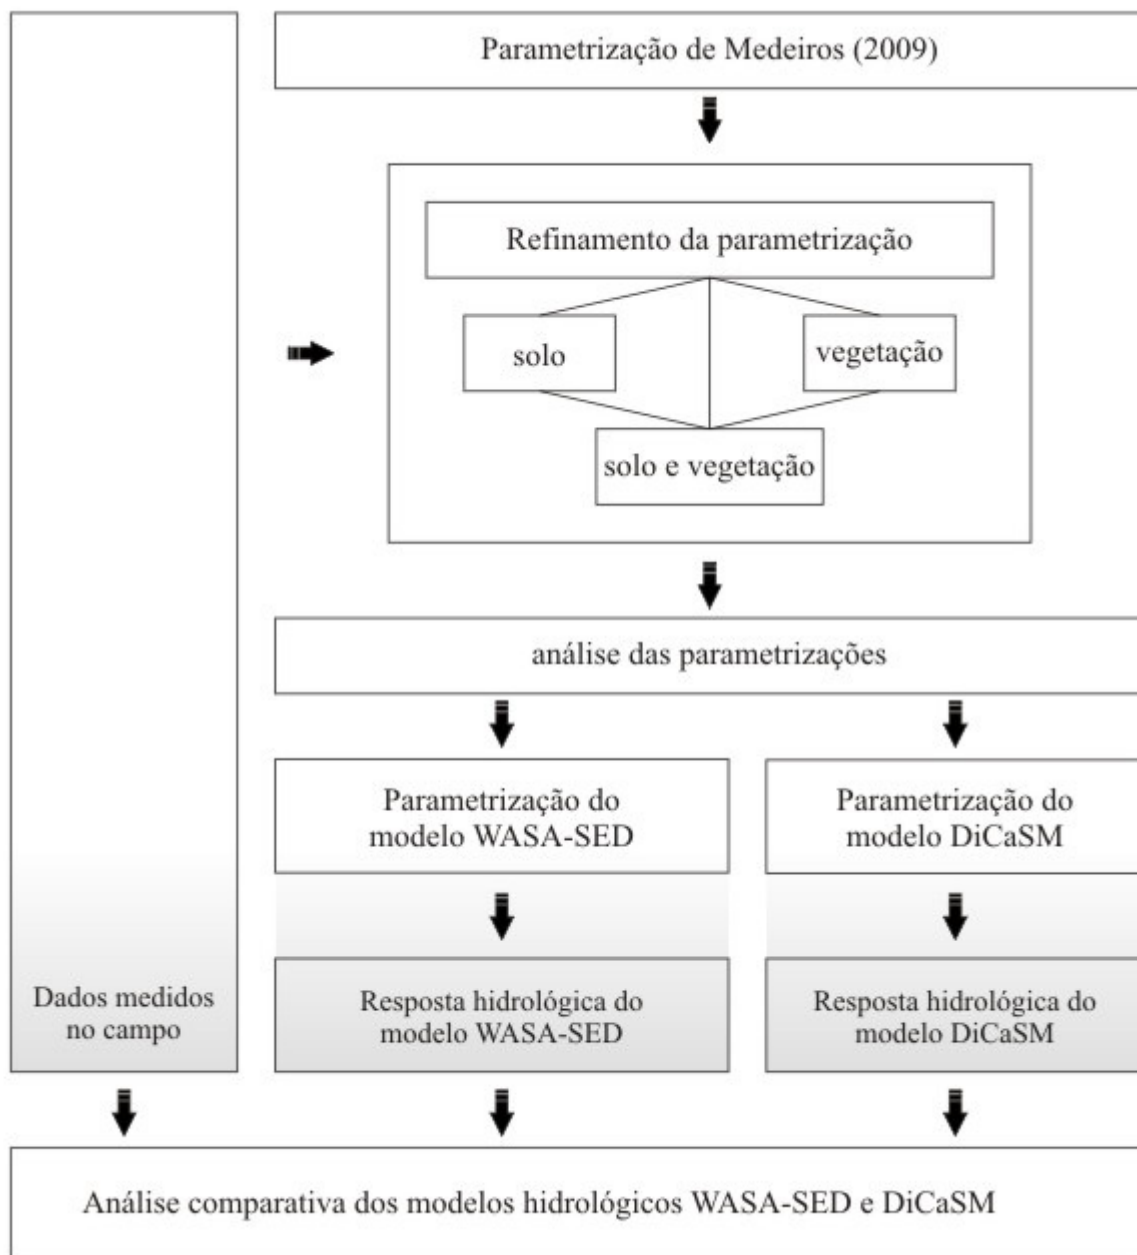 Parametrização de Medeiros (2009)
Refinamento da parametrização
solo
vegetação
solo e vegetação
análise das parametrizações
Parametrização do
modelo WASA-SED
Parametrização do
modelo DiCaSM
Dados medidos
no campo
Resposta hidrológica do
modelo WASA-SED
Resposta hidrológica do
modelo DiCaSM
Análise comparativa dos modelos hidrológicos WASA-SED e DiCaSM